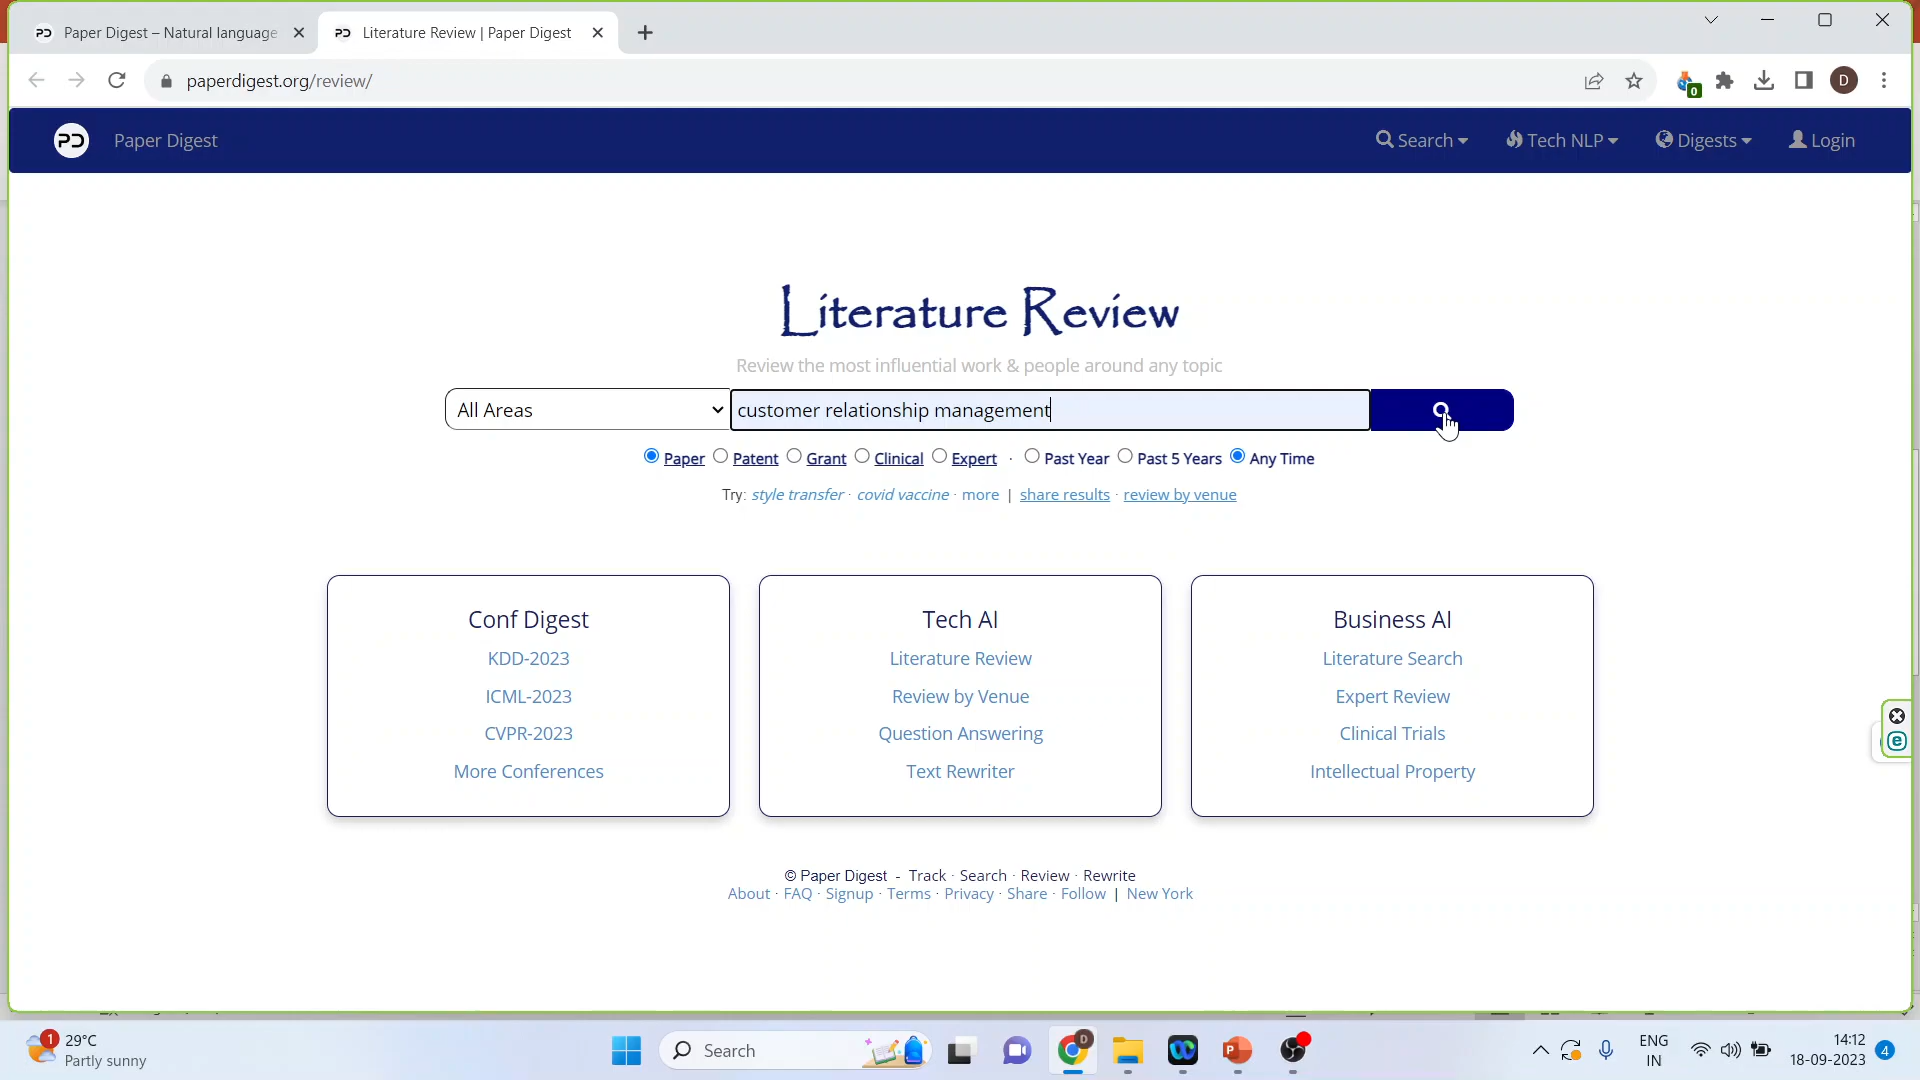 Paper Digest – Natural language
Literature Review | Paper Digest
paperdigest.org/review/
0
D
PD
Paper Digest
Search
Tech NLP
Digests
Login
Literature Review
Review the most influential work & people around any topic
All Areas
customer relationship management
Paper Patent Grant Clinical Expert · Past Year Past 5 Years Any Time
Try: style transfer · covid vaccine · more | share results · review by venue
Conf Digest
KDD-2023
ICML-2023
CVPR-2023
More Conferences
Tech AI
Literature Review
Review by Venue
Question Answering
Text Rewriter
Business AI
Literature Search
Expert Review
Clinical Trials
Intellectual Property
© Paper Digest - Track · Search · Review · Rewrite
About · FAQ · Signup · Terms · Privacy · Share · Follow | New York
1
29°C
Partly sunny
Search
D
ENG
IN
14:12
18-09-2023
4